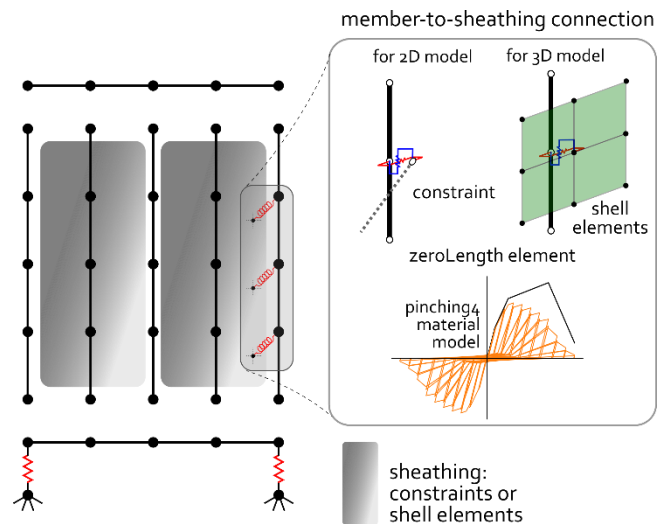 member-to-sheathing connection
for 2D model
for 3D model
constraint
shell
elements
zeroLength element
pinching4
material
model
sheathing:
constraints or
shell elements